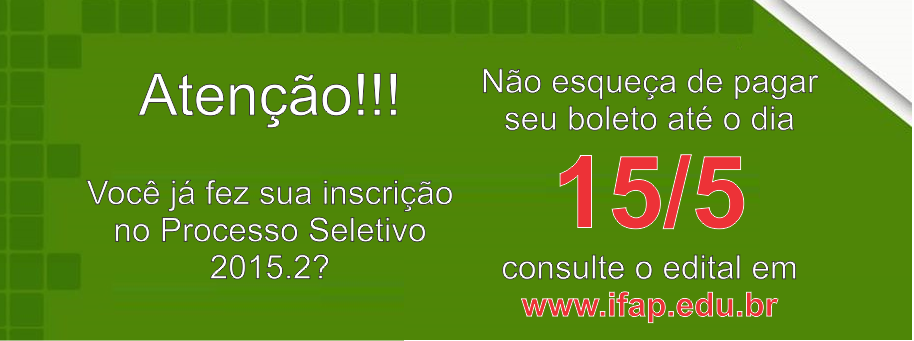 Atenção!!!
Você já fez sua inscrição
no Processo Seletivo
2015.2?
Não esqueça de pagar
seu boleto até o dia
15/5
consulte o edital em
www.ifap.edu.br